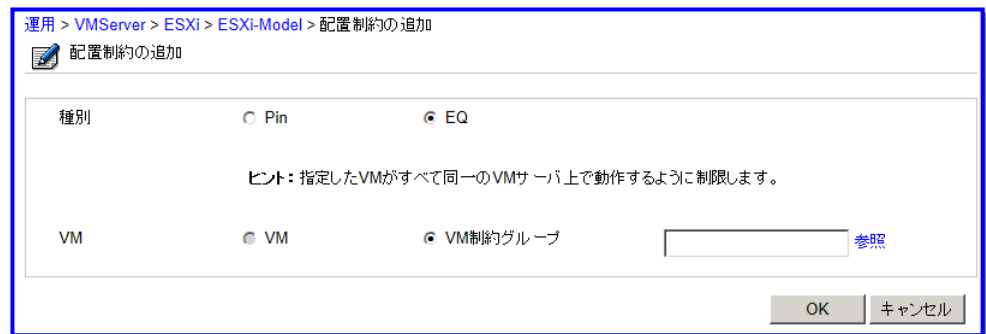 運用 > VMServer > ESXi > ESXi-Model > 配置制約の追加
配置制約の追加
種別 Pin EQ
ヒント：指定したVMがすべて同一のVMサーバ上で動作するように制限します。
VM VM VM制約グループ 参照
OK キャンセル